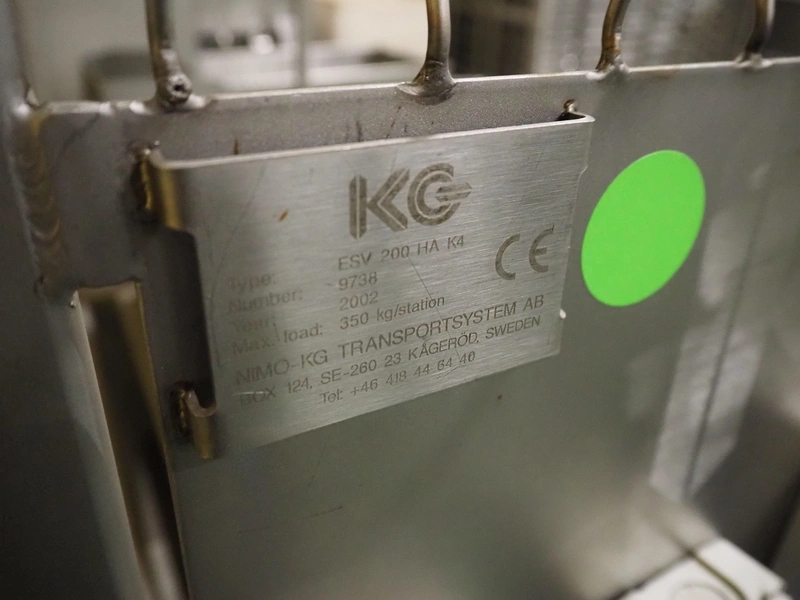 KG
Type: ESV 200 HA K4
Number: 9738
Year: 2002
Max. load: 350 kg/station
CE
NIMO-KG TRANSPORTSYSTEM AB
BOX 124, SE-260 23 KÅGERÖD, SWEDEN
Tel: +46 418 44 64 40